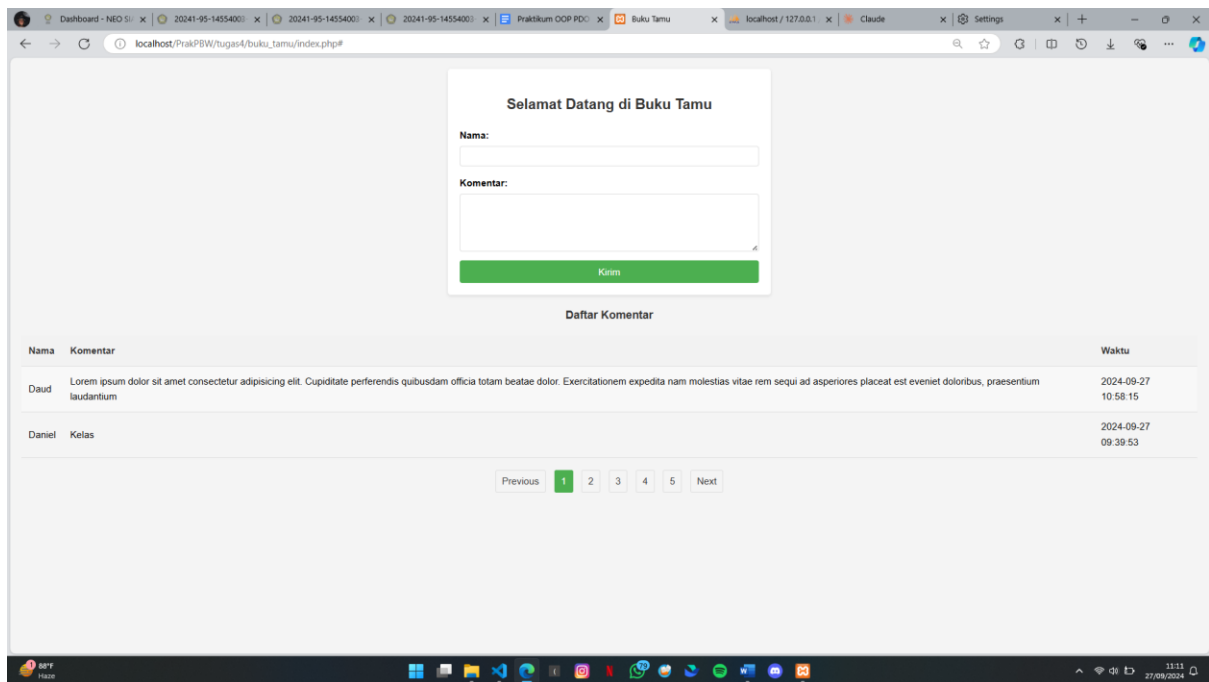 Dashboard - NEO SI
20241-95-14554003
20241-95-14554003
20241-95-14554003
Praktikum OOP PDO
Buku Tamu
localhost / 127.0.0.1
Claude
Settings
localhost/PrakPBW/tugas4/buku_tamu/index.php#
Selamat Datang di Buku Tamu
Nama:
Komentar:
Kirim
Daftar Komentar
Nama Komentar Waktu
Daud Lorem ipsum dolor sit amet consectetur adipisicing elit. Cupiditate perferendis quibusdam officia totam beatae dolor. Exercitationem expedita nam molestias vitae rem sequi ad asperiores placeat est eveniet doloribus, praesentium
laudantium
2024-09-27
10:58:15
Daniel Kelas
2024-09-27
09:39:53
Previous 1 2 3 4 5 Next
1
88°F
Haze
11:11
27/09/2024